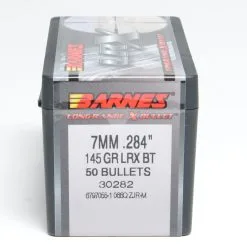 BARNES
LONG RANGE X BULLET
7MM .284"
145 GR LRX BT
50 BULLETS
30282